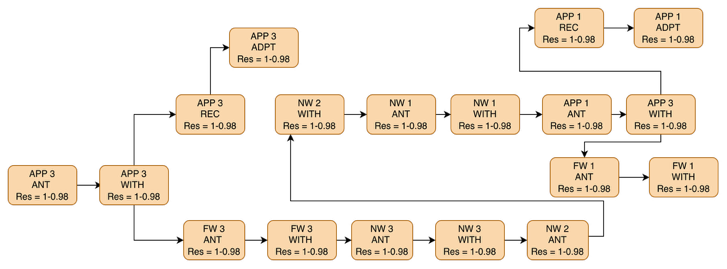 APP 3
ADPT
Res = 1-0.98
APP 1
REC
Res = 1-0.98
APP 1
ADPT
Res = 1-0.98
APP 3
REC
Res = 1-0.98
NW 2
WITH
Res = 1-0.98
NW 1
ANT
Res = 1-0.98
NW 1
WITH
Res = 1-0.98
APP 1
ANT
Res = 1-0.98
APP 3
WITH
Res = 1-0.98
APP 3
ANT
Res = 1-0.98
APP 3
WITH
Res = 1-0.98
FW 1
ANT
Res = 1-0.98
FW 1
WITH
Res = 1-0.98
FW 3
ANT
Res = 1-0.98
FW 3
WITH
Res = 1-0.98
NW 3
ANT
Res = 1-0.98
NW 3
WITH
Res = 1-0.98
NW 2
ANT
Res = 1-0.98